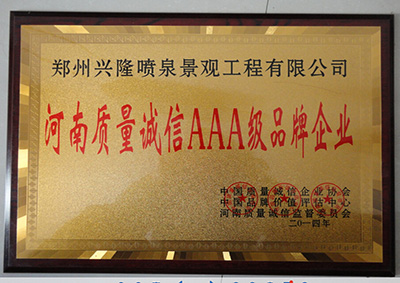 郑州兴隆喷泉景观工程有限公司
河南质量诚信AAA级品牌企业
中国质量诚信企业协会
中国品牌价值评估中心
河南质量诚信监督委员会
二〇一四年